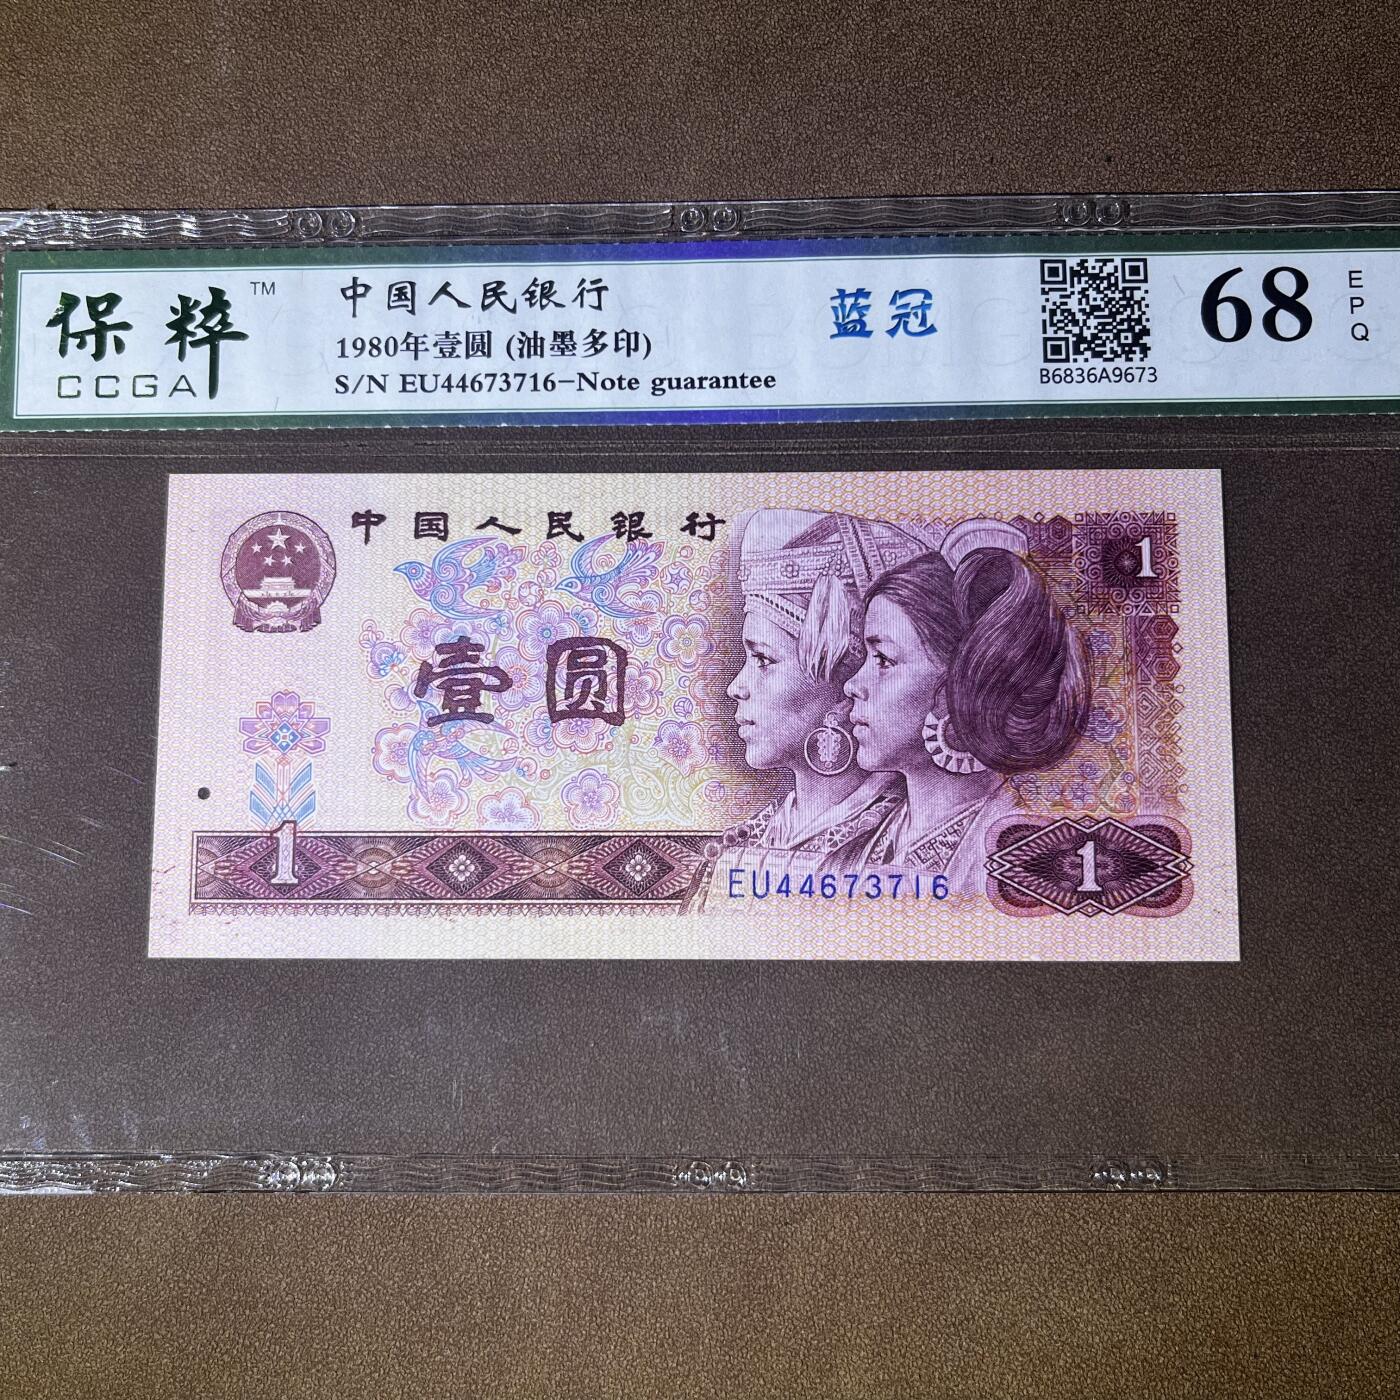 保粹™
CCGA
中国人民银行
1980年壹圆 (油墨多印)
S/N EU44673716-Note guarantee
蓝冠
B6836A9673
68
EPQ
中国人民银行
1
壹圆
1
EU44673716
1